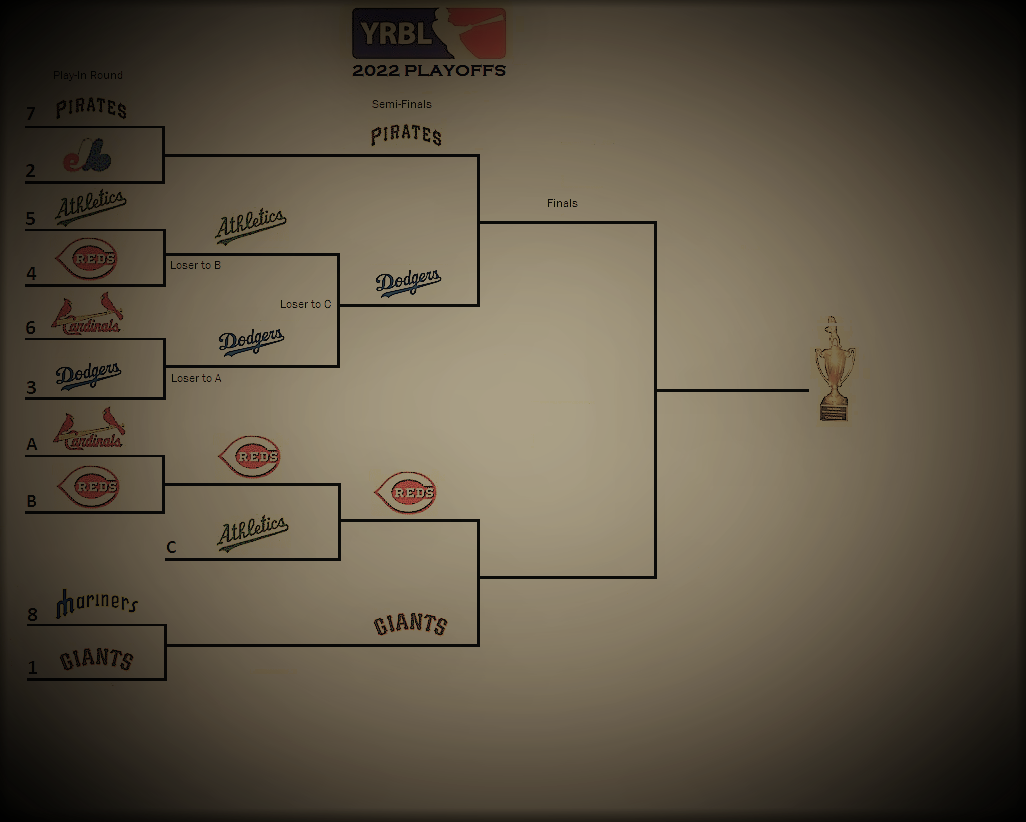 YRBL
2022 PLAYOFFS
Play-In Round
Semi-Finals
7 PIRATES
PIRATES
2
5 Athletics
Finals
Athletics
4 REDS
Loser to B
Dodgers
Loser to C
6 Cardinals
Dodgers
3 Dodgers
Loser to A
A Cardinals
REDS
B REDS
REDS
C Athletics
8 Mariners
GIANTS
1 GIANTS